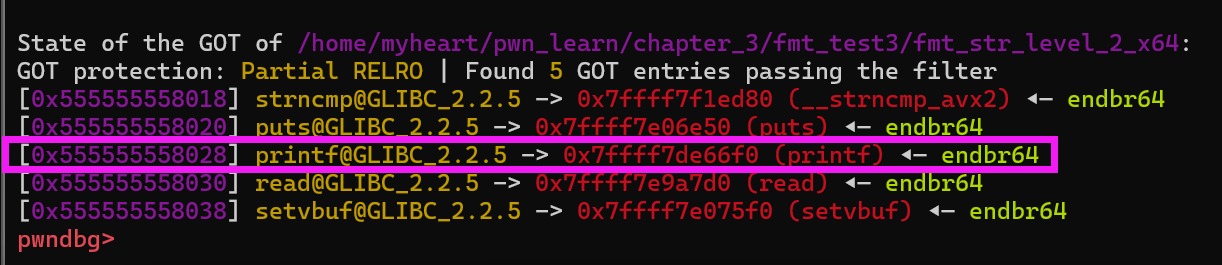 State of the GOT of /home/myheart/pwn_learn/chapter_3/fmt_test3/fmt_str_level_2_x64:
GOT protection: Partial RELRO | Found 5 GOT entries passing the filter
[0x555555558018] strncmp@GLIBC_2.2.5 -> 0x7ffff7f1ed80 (__strncmp_avx2) ◂— endbr64
[0x555555558020] puts@GLIBC_2.2.5 -> 0x7ffff7e06e50 (puts) ◂— endbr64
[0x555555558028] printf@GLIBC_2.2.5 -> 0x7ffff7de66f0 (printf) ◂— endbr64
[0x555555558030] read@GLIBC_2.2.5 -> 0x7ffff7e9a7d0 (read) ◂— endbr64
[0x555555558038] setvbuf@GLIBC_2.2.5 -> 0x7ffff7e075f0 (setvbuf) ◂— endbr64
pwndbg>